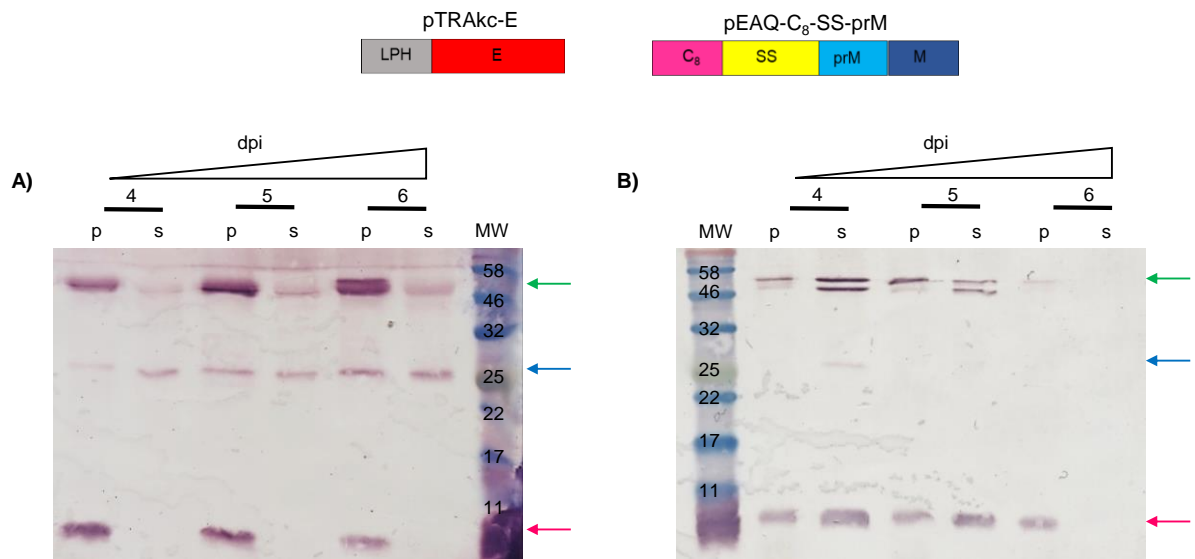 pTRAkc-E
pEAQ-C₈-SS-prM
LPH E
C₈ SS prM M
A)
dpi
4 5 6
p s p s p s MW
58
46
32
25
22
17
11
B)
dpi
4 5 6
MW p s p s p s
58
46
32
25
22
17
11